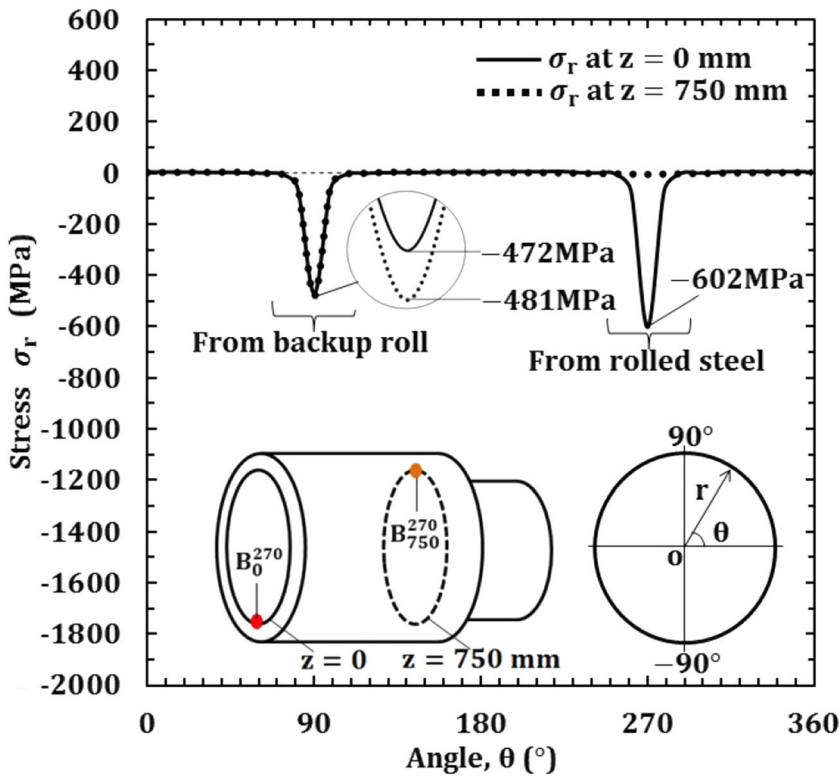 600
400
200
0
-200
-400
-600
-800
-1000
-1200
-1400
-1600
-1800
-2000
Stress σr (MPa)
σr at z = 0 mm
σr at z = 750 mm
−472MPa
−481MPa
−602MPa
From backup roll
From rolled steel
B₀²⁷⁰
B₇₅₀²⁷⁰
z = 0
z = 750 mm
90°
r
θ
o
−90°
0 90 180 270 360
Angle, θ (°)